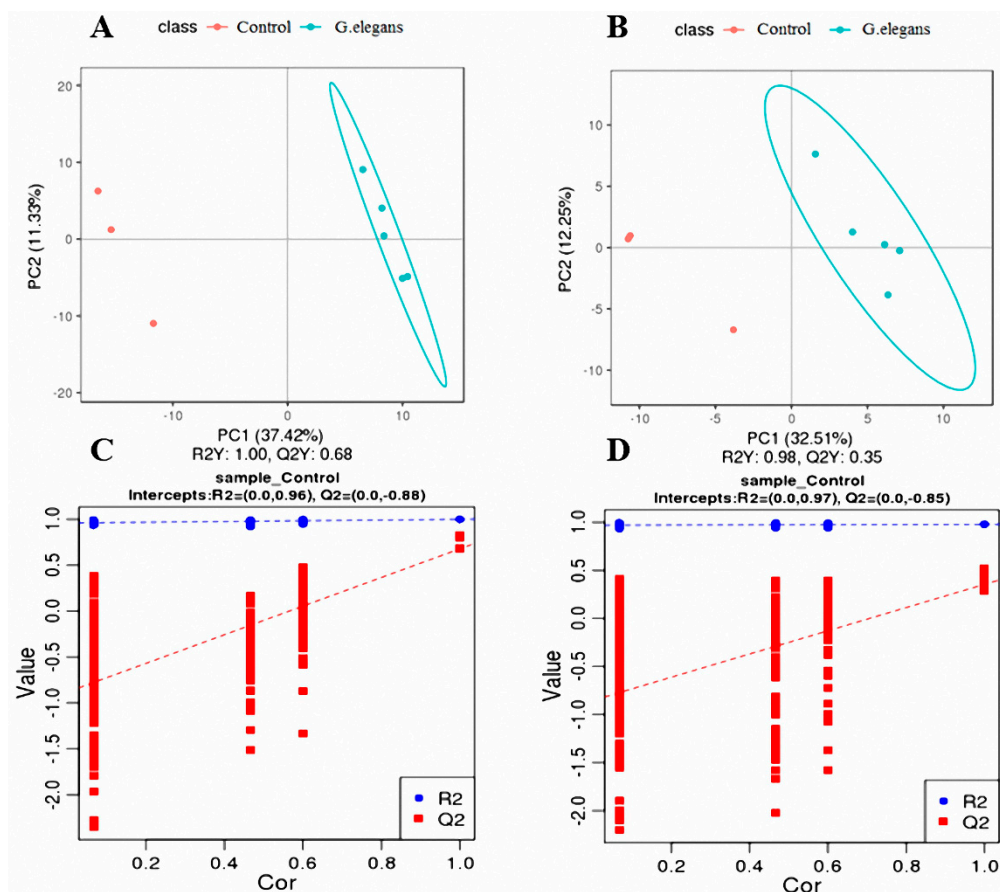 A
class Control G.elegans
20
10
0
-10
-20
PC2 (11.33%)
-10 0 10
PC1 (37.42%)
R2Y: 1.00, Q2Y: 0.68
B
class Control G.elegans
10
5
0
-5
-10
PC2 (12.25%)
-10 -5 0 5 10
PC1 (32.51%)
R2Y: 0.98, Q2Y: 0.35
C
sample_Control
Intercepts:R2=(0.0,0.96), Q2=(0.0,-0.88)
1.0
0.5
0.0
-0.5
-1.0
-1.5
-2.0
Value
R2
Q2
0.2 0.4 0.6 0.8 1.0
Cor
D
sample_Control
Intercepts:R2=(0.0,0.97), Q2=(0.0,-0.85)
1.0
0.5
0.0
-0.5
-1.0
-1.5
-2.0
Value
R2
Q2
0.2 0.4 0.6 0.8 1.0
Cor